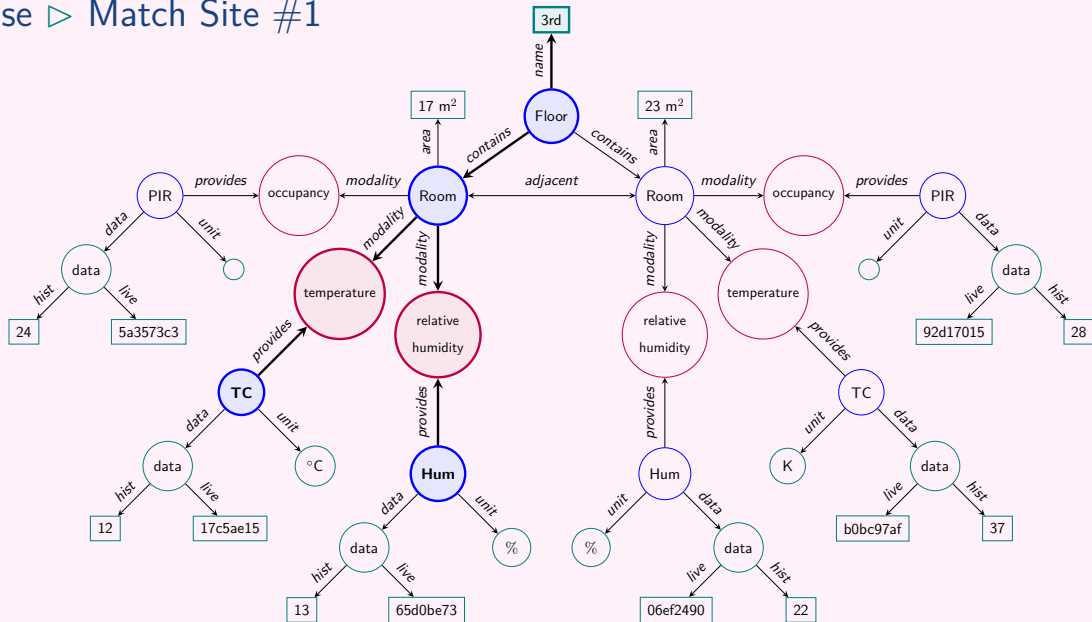 se ▷ Match Site #1
3rd
name
17 m²
Floor
23 m²
area
contains
contains
area
PIR
provides
occupancy
modality
Room
adjacent
Room
modality
occupancy
provides
PIR
data
unit
modality
modality
modality
modality
unit
data
data
temperature
temperature
data
hist
live
relative
humidity
relative
humidity
live
hist
24
5a3573c3
92d17015
28
provides
provides
TC
provides
provides
TC
data
unit
unit
data
data
°C
Hum
Hum
K
data
hist
live
data
unit
unit
data
live
hist
12
17c5ae15
b0bc97af
37
data
%
%
data
hist
live
live
hist
13
65d0be73
06ef2490
22